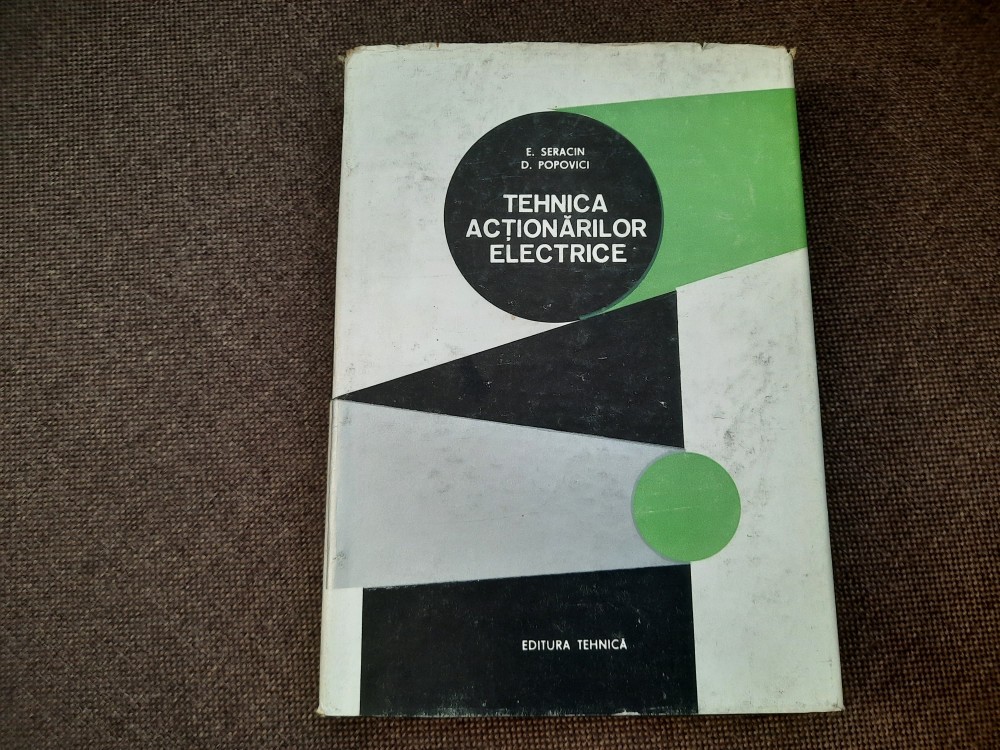 E. SERACIN
D. POPOVICI
TEHNICA
ACȚIONĂRILOR
ELECTRICE
EDITURA TEHNICĂ